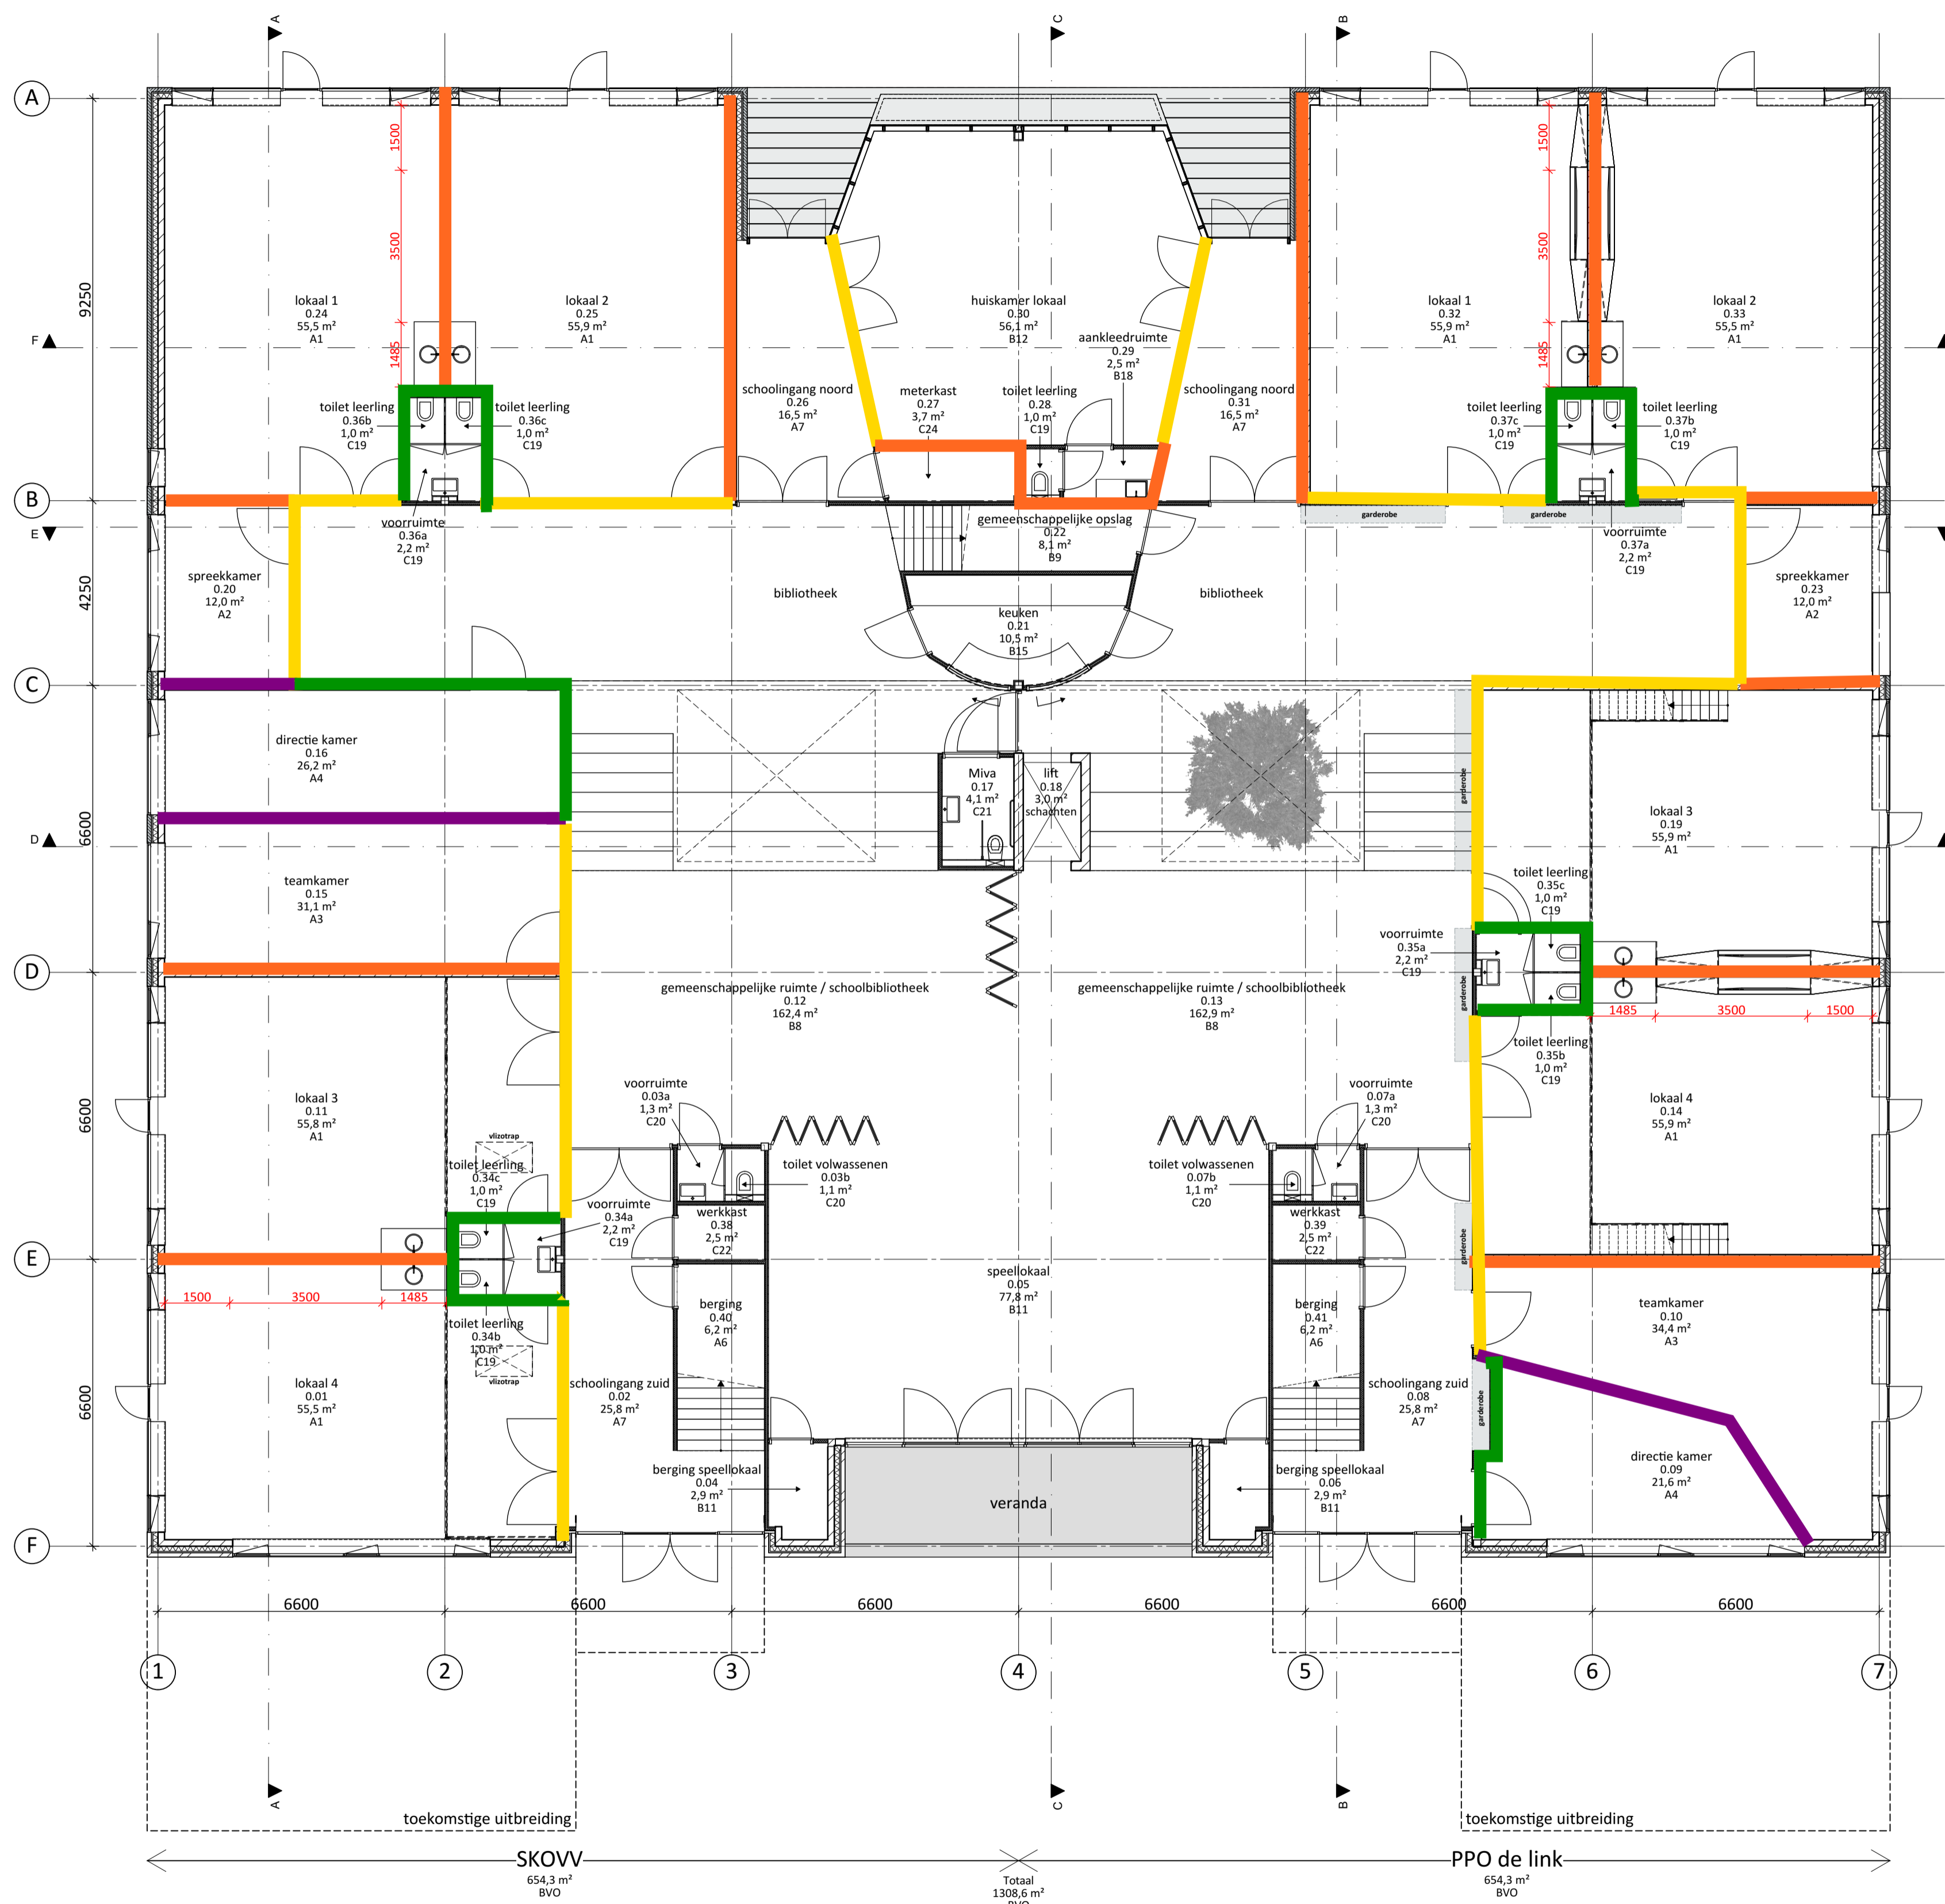 A
C
B
A
1500
3500
1485
9250
lokaal 1
0.24
55,5 m²
A1
lokaal 2
0.25
55,9 m²
A1
huiskamer lokaal
0.30
56,1 m²
B12
aankleedruimte
0.29
2,5 m²
B18
1500
3500
1485
lokaal 1
0.32
55,9 m²
A1
lokaal 2
0.33
55,5 m²
A1
F
toilet leerling
0.36b
1,0 m²
C19
toilet leerling
0.36c
1,0 m²
C19
schoolingang noord
0.26
16,5 m²
A7
meterkast
0.27
3,7 m²
C24
toilet leerling
0.28
1,0 m²
C19
schoolingang noord
0.31
16,5 m²
A7
toilet leerling
0.37c
1,0 m²
C19
toilet leerling
0.37b
1,0 m²
C19
B
E
voorruimte
0.36a
2,2 m²
C19
gemeenschappelijke opslag
0.22
8,1 m²
B9
garderobe
garderobe
voorruimte
0.37a
2,2 m²
C19
4250
spreekkamer
0.20
12,0 m²
A2
bibliotheek
bibliotheek
keuken
0.21
10,5 m²
B15
spreekkamer
0.23
12,0 m²
A2
C
directie kamer
0.16
26,2 m²
A4
Miva
0.17
4,1 m²
C21
lift
0.18
3,0 m²
schachten
garderobe
lokaal 3
0.19
55,9 m²
A1
6600
D
teamkamer
0.15
31,1 m²
A3
toilet leerling
0.35c
1,0 m²
C19
voorruimte
0.35a
2,2 m²
C19
D
gemeenschappelijke ruimte / schoolbibliotheek
0.12
162,4 m²
B8
gemeenschappelijke ruimte / schoolbibliotheek
0.13
162,9 m²
B8
garderobe
1485
3500
1500
toilet leerling
0.35b
1,0 m²
C19
6600
lokaal 3
0.11
55,8 m²
A1
vlizotrap
toilet leerling
0.34c
1,0 m²
C19
voorruimte
0.34a
2,2 m²
C19
voorruimte
0.03a
1,3 m²
C20
toilet volwassenen
0.03b
1,1 m²
C20
voorruimte
0.07a
1,3 m²
C20
toilet volwassenen
0.07b
1,1 m²
C20
lokaal 4
0.14
55,9 m²
A1
werkkast
0.38
2,5 m²
C22
werkkast
0.39
2,5 m²
C22
garderobe
E
1500
3500
1485
speellokaal
0.05
77,8 m²
B11
berging
0.40
6,2 m²
A6
berging
0.41
6,2 m²
A6
teamkamer
0.10
34,4 m²
A3
toilet leerling
0.34b
1,0 m²
C19
vlizotrap
6600
lokaal 4
0.01
55,5 m²
A1
schoolingang zuid
0.02
25,8 m²
A7
schoolingang zuid
0.08
25,8 m²
A7
garderobe
directie kamer
0.09
21,6 m²
A4
berging speellokaal
0.04
2,9 m²
B11
berging speellokaal
0.06
2,9 m²
B11
veranda
F
6600
6600
6600
6600
6600
6600
1
2
3
4
5
6
7
A
C
B
toekomstige uitbreiding
toekomstige uitbreiding
SKOVV
654,3 m²
BVO
Totaal
1308,6 m²
BVO
PPO de link
654,3 m²
BVO